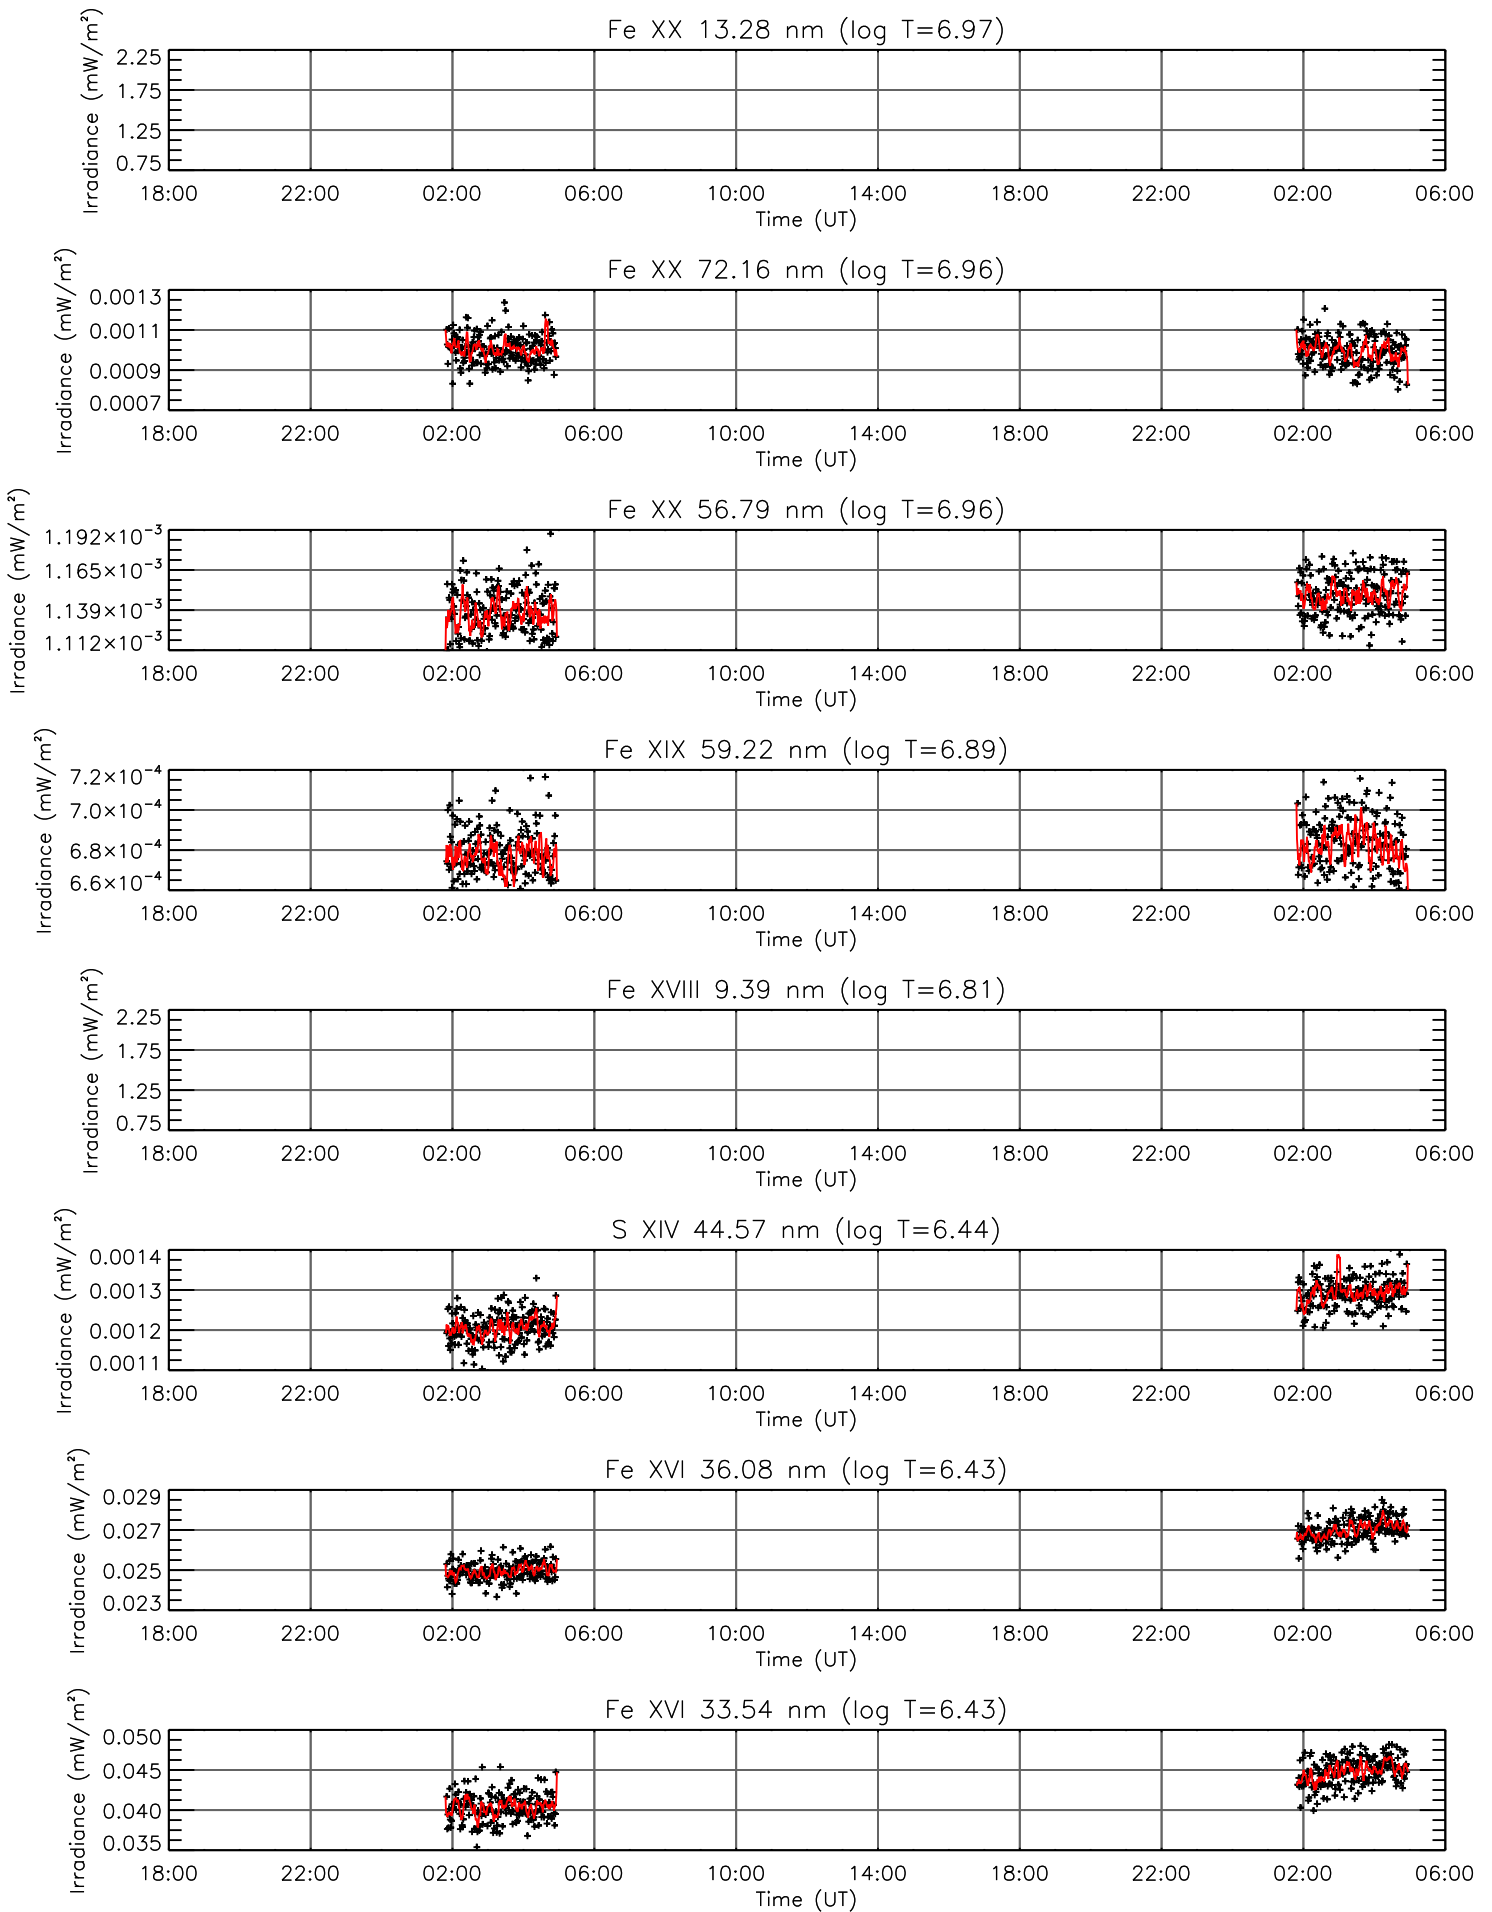 Fe XX 13.28 nm (log T=6.97)
Irradiance (mW/m²)
2.25
1.75
1.25
0.75
18:00 22:00 02:00 06:00 10:00 14:00 18:00 22:00 02:00 06:00
Time (UT)
Fe XX 72.16 nm (log T=6.96)
Irradiance (mW/m²)
0.0013
0.0011
0.0009
0.0007
18:00 22:00 02:00 06:00 10:00 14:00 18:00 22:00 02:00 06:00
Time (UT)
Fe XX 56.79 nm (log T=6.96)
Irradiance (mW/m²)
1.192×10⁻³
1.165×10⁻³
1.139×10⁻³
1.112×10⁻³
18:00 22:00 02:00 06:00 10:00 14:00 18:00 22:00 02:00 06:00
Time (UT)
Fe XIX 59.22 nm (log T=6.89)
Irradiance (mW/m²)
7.2×10⁻⁴
7.0×10⁻⁴
6.8×10⁻⁴
6.6×10⁻⁴
18:00 22:00 02:00 06:00 10:00 14:00 18:00 22:00 02:00 06:00
Time (UT)
Fe XVIII 9.39 nm (log T=6.81)
Irradiance (mW/m²)
2.25
1.75
1.25
0.75
18:00 22:00 02:00 06:00 10:00 14:00 18:00 22:00 02:00 06:00
Time (UT)
S XIV 44.57 nm (log T=6.44)
Irradiance (mW/m²)
0.0014
0.0013
0.0012
0.0011
18:00 22:00 02:00 06:00 10:00 14:00 18:00 22:00 02:00 06:00
Time (UT)
Fe XVI 36.08 nm (log T=6.43)
Irradiance (mW/m²)
0.029
0.027
0.025
0.023
18:00 22:00 02:00 06:00 10:00 14:00 18:00 22:00 02:00 06:00
Time (UT)
Fe XVI 33.54 nm (log T=6.43)
Irradiance (mW/m²)
0.050
0.045
0.040
0.035
18:00 22:00 02:00 06:00 10:00 14:00 18:00 22:00 02:00 06:00
Time (UT)